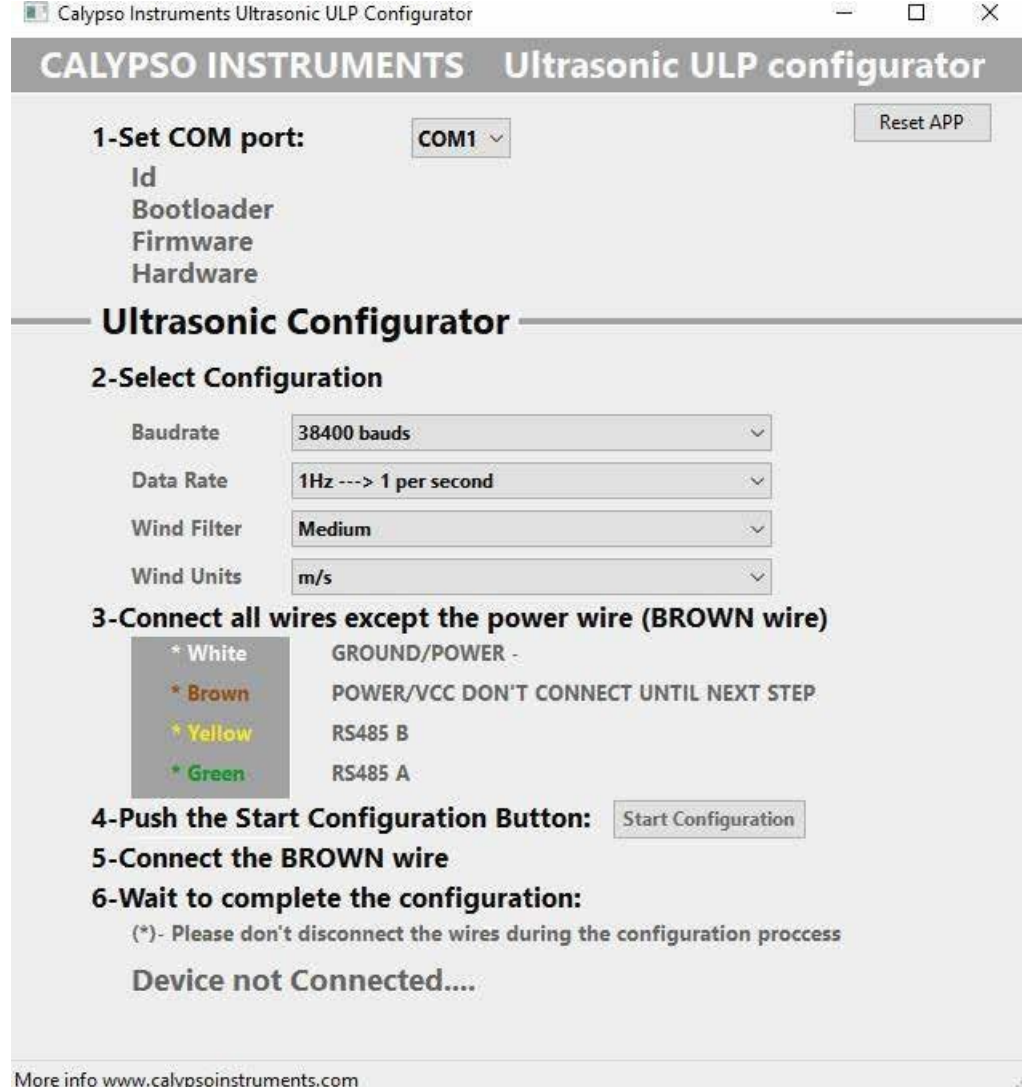 Calypso Instruments Ultrasonic ULP Configurator
CALYPSO INSTRUMENTS Ultrasonic ULP configurator
Reset APP
1-Set COM port: COM1
Id
Bootloader
Firmware
Hardware
Ultrasonic Configurator
2-Select Configuration
Baudrate 38400 bauds
Data Rate 1Hz ---> 1 per second
Wind Filter Medium
Wind Units m/s
3-Connect all wires except the power wire (BROWN wire)
* White GROUND/POWER -
* Brown POWER/VCC DON'T CONNECT UNTIL NEXT STEP
* Yellow RS485 B
* Green RS485 A
4-Push the Start Configuration Button: Start Configuration
5-Connect the BROWN wire
6-Wait to complete the configuration:
(*)- Please don't disconnect the wires during the configuration proccess
Device not Connected....
More info www.calypsoinstruments.com